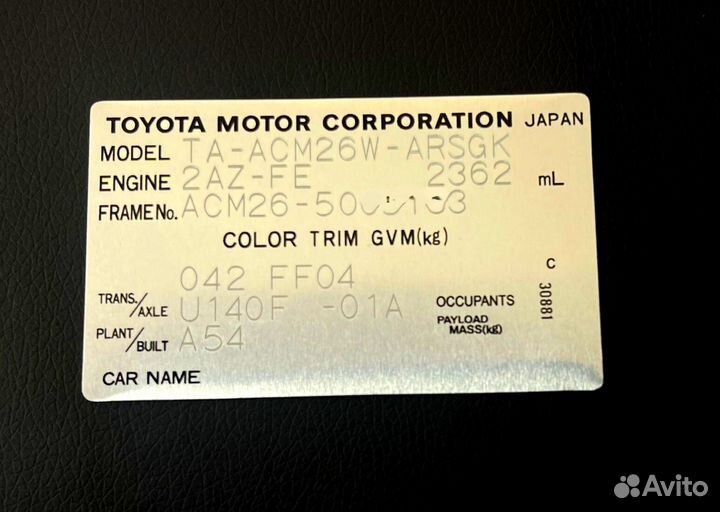 TOYOTA MOTOR CORPORATION JAPAN
MODEL TA-ACM26W-ARSGK
ENGINE 2AZ-FE 2362 mL
FRAME No.
COLOR TRIM GVM(kg)
042 FF04
TRANS./AXLE U140F -01A
OCCUPANTS
PAYLOAD
MASS(kg)
PLANT/BUILT A54
CAR NAME
C 30881
Avito